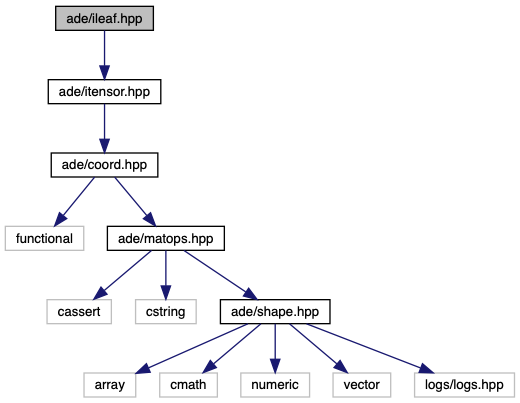 ade/ileaf.hpp
ade/itensor.hpp
ade/coord.hpp
functional
ade/matops.hpp
cassert
cstring
ade/shape.hpp
array
cmath
numeric
vector
logs/logs.hpp